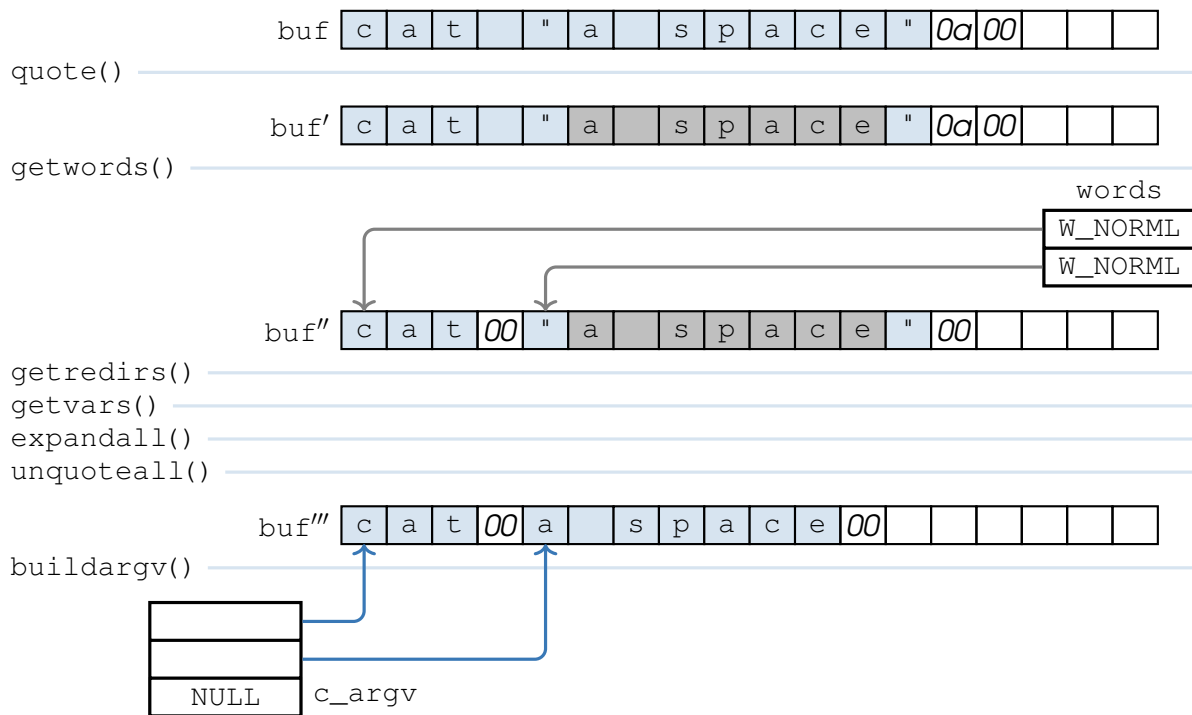 buf c a t " a s p a c e " 0a 00
quote()
buf′ c a t " a s p a c e " 0a 00
getwords()
words
W_NORML
W_NORML
buf″ c a t 00 " a s p a c e " 00
getredirs()
getvars()
expandall()
unquoteall()
buf‴ c a t 00 a s p a c e 00
buildargv()
NULL c_argv